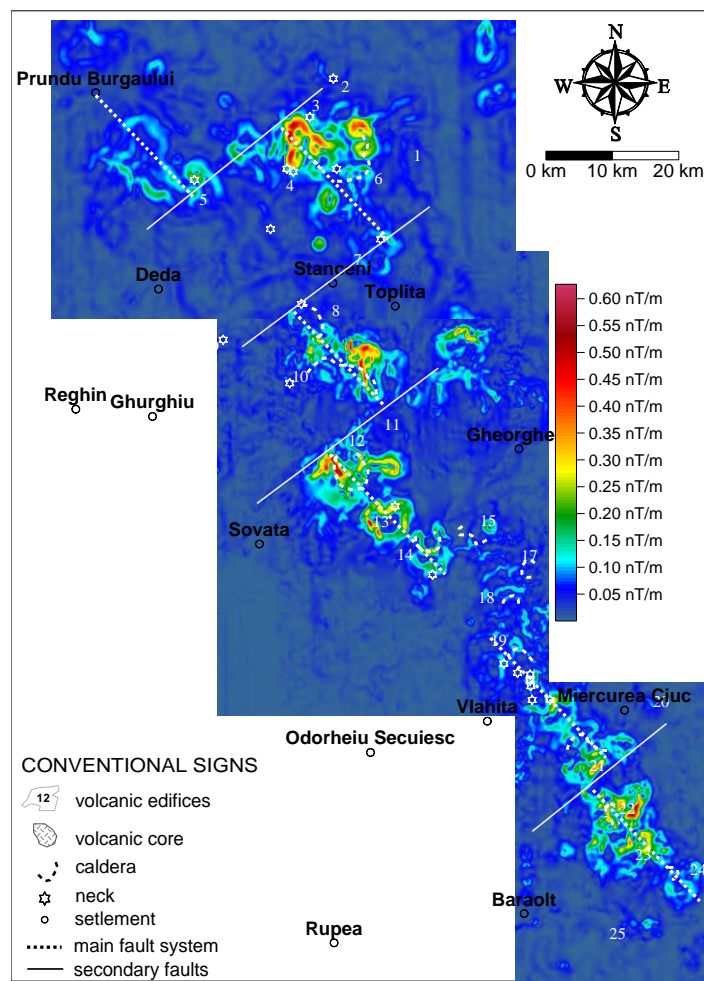 N
W E
S
0 km 10 km 20 km
Prundu Burgaului
2
3
1
4
6
5
7
Stanceni
Deda
Toplita
8
10
Reghin
Ghurghiu
11
12
Gheorghe
13
Sovata
14
15
17
18
19
0.60 nT/m
0.55 nT/m
0.50 nT/m
0.45 nT/m
0.40 nT/m
0.35 nT/m
0.30 nT/m
0.25 nT/m
0.20 nT/m
0.15 nT/m
0.10 nT/m
0.05 nT/m
Miercurea Ciuc
20
Vlahita
Odorheiu Secuiesc
21
22
23
24
Baraolt
25
Rupea
CONVENTIONAL SIGNS
12 volcanic edifices
volcanic core
caldera
neck
setlement
main fault system
secondary faults